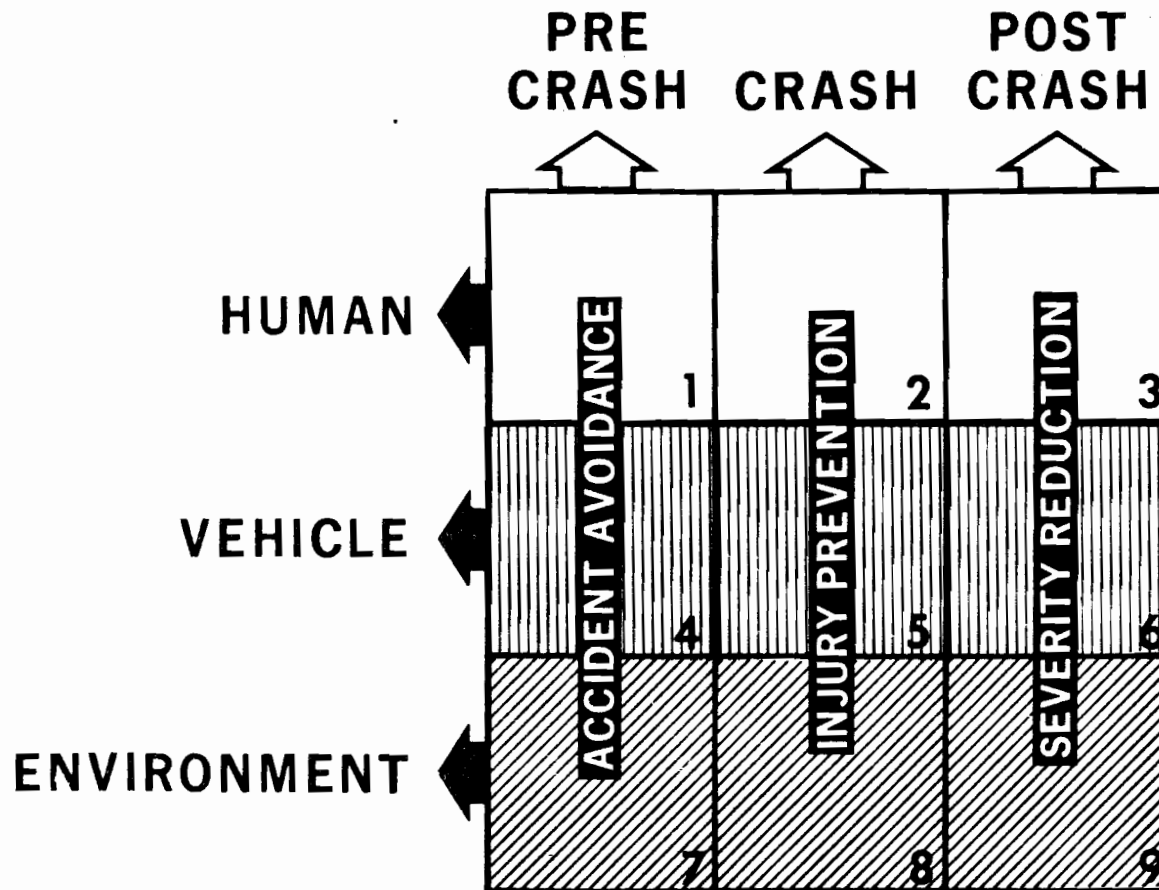 PRE
CRASH
CRASH
POST
CRASH
HUMAN
1
2
3
VEHICLE
4
5
6
ENVIRONMENT
7
8
9
ACCIDENT AVOIDANCE
INJURY PREVENTION
SEVERITY REDUCTION